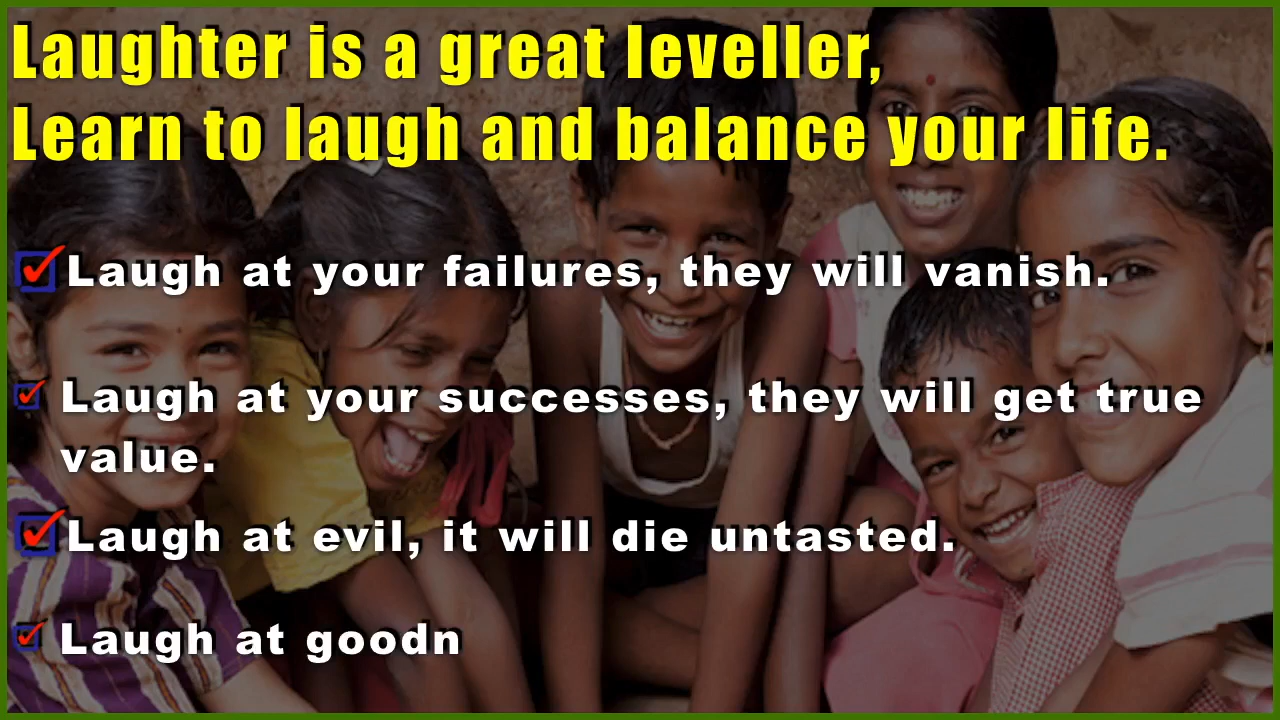 Laughter is a great leveller,
Learn to laugh and balance your life.
Laugh at your failures, they will vanish.
Laugh at your successes, they will get true
value.
Laugh at evil, it will die untasted.
Laugh at goodn